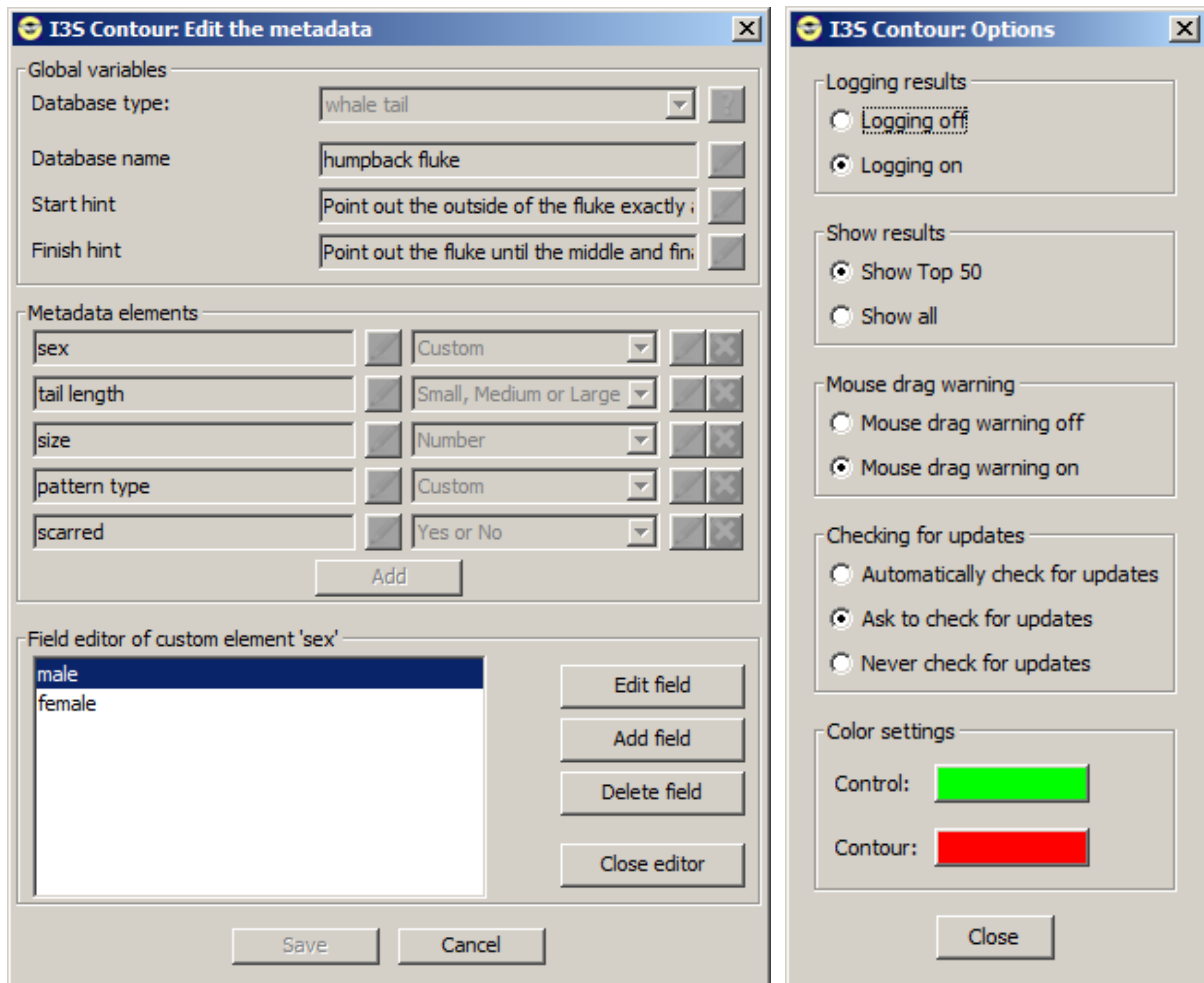 I3S Contour: Edit the metadata
Global variables
Database type: whale tail ?
Database name humpback fluke
Start hint Point out the outside of the fluke exactly
Finish hint Point out the fluke until the middle and
Metadata elements
sex Custom
tail length Small, Medium or Large
size Number
pattern type Custom
scarred Yes or No
Add
Field editor of custom element 'sex'
male
female
Edit field
Add field
Delete field
Close editor
Save Cancel
I3S Contour: Options
Logging results
Logging off
Logging on
Show results
Show Top 50
Show all
Mouse drag warning
Mouse drag warning off
Mouse drag warning on
Checking for updates
Automatically check for updates
Ask to check for updates
Never check for updates
Color settings
Control:
Contour:
Close